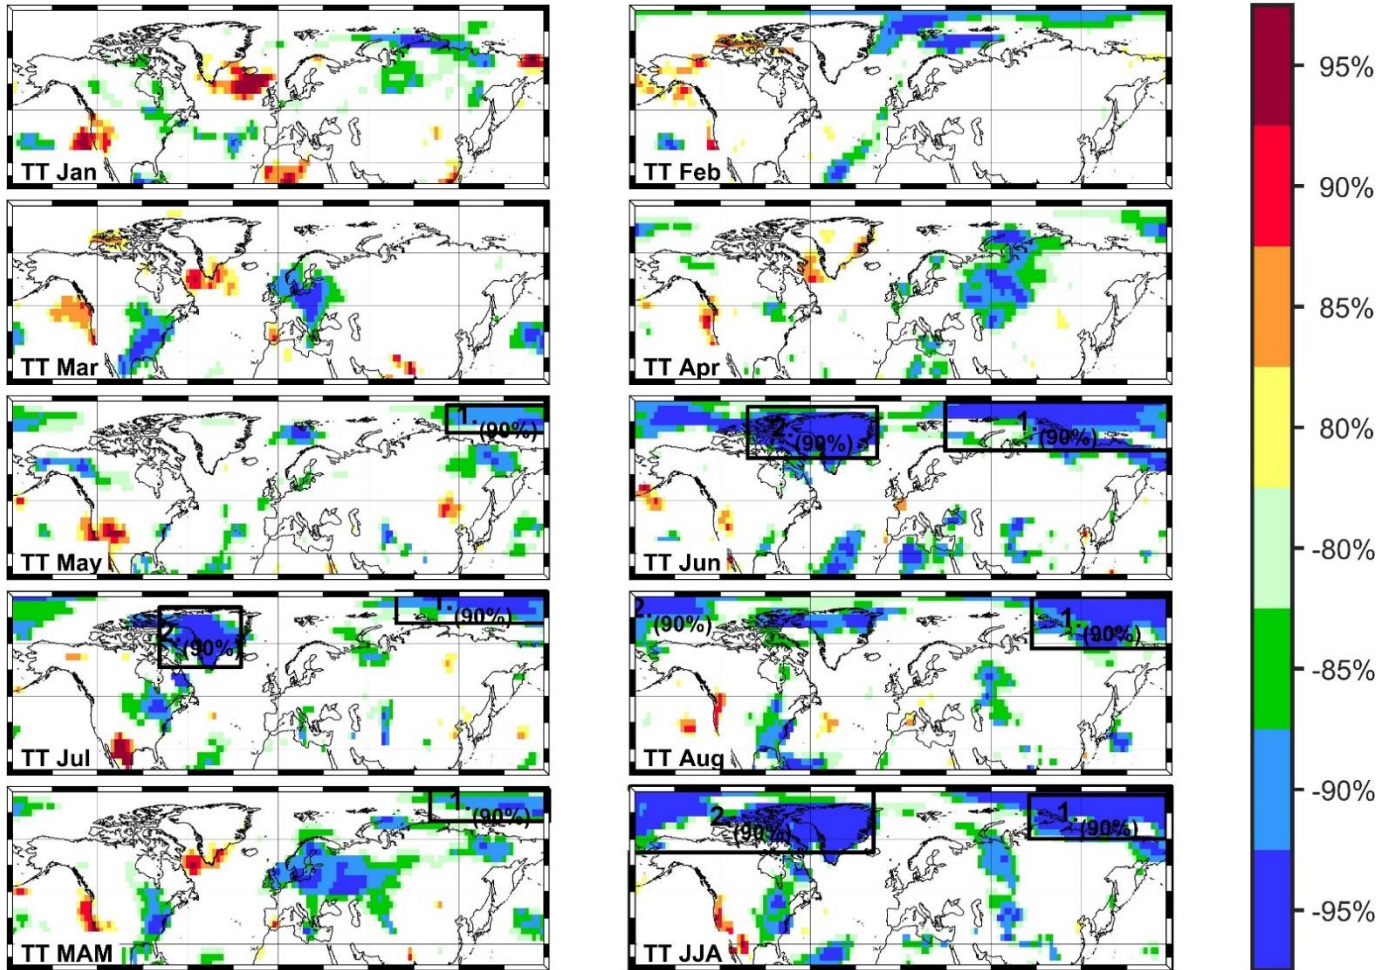 TT Jan
TT Feb
TT Mar
TT Apr
1.
(90%)
TT May
2.
(90%)
1.
(90%)
TT Jun
2.
(90%)
1.
(90%)
TT Jul
2.
(90%)
1.
(90%)
TT Aug
1.
(90%)
TT MAM
2.
(90%)
1.
(90%)
TT JJA
95%
90%
85%
80%
-80%
-85%
-90%
-95%